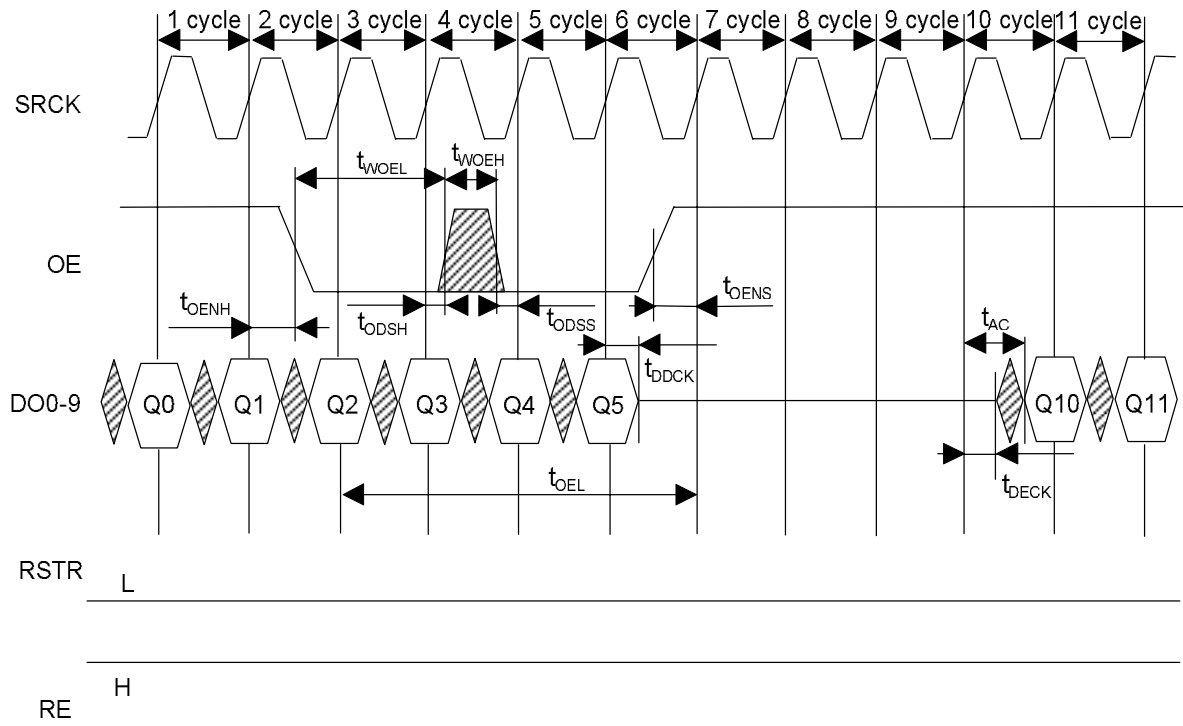 1 cycle 2 cycle 3 cycle 4 cycle 5 cycle 6 cycle 7 cycle 8 cycle 9 cycle 10 cycle 11 cycle
SRCK
tWOEL tWOEH
OE
tOENH tODSH tODSS tOENS
tDDCK tAC
DO0-9 Q0 Q1 Q2 Q3 Q4 Q5 Q10 Q11
tOEL tDECK
RSTR L
H
RE